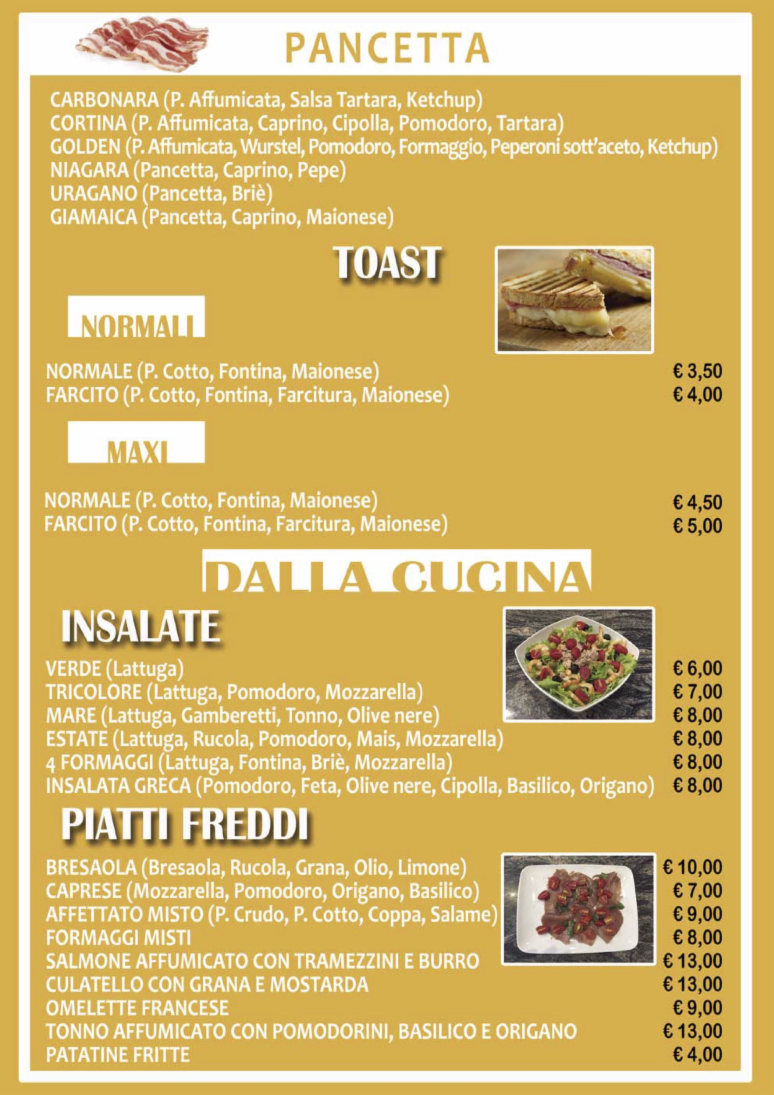 PANCETTA
CARBONARA (P. Affumicata, Salsa Tartara, Ketchup)
CORTINA (P. Affumicata, Caprino, Cipolla, Pomodoro, Tartara)
GOLDEN (P. Affumicata, Wurstel, Pomodoro, Formaggio, Peperoni sott'aceto, Ketchup)
NIAGARA (Pancetta, Caprino, Pepe)
URAGANO (Pancetta, Briè)
GIAMAICA (Pancetta, Caprino, Maionese)
TOAST
NORMALI
NORMALE (P. Cotto, Fontina, Maionese) € 3,50
FARCITO (P. Cotto, Fontina, Farcitura, Maionese) € 4,00
MAXI
NORMALE (P. Cotto, Fontina, Maionese) € 4,50
FARCITO (P. Cotto, Fontina, Farcitura, Maionese) € 5,00
DALLA CUCINA
INSALATE
VERDE (Lattuga) € 6,00
TRICOLORE (Lattuga, Pomodoro, Mozzarella) € 7,00
MARE (Lattuga, Gamberetti, Tonno, Olive nere) € 8,00
ESTATE (Lattuga, Rucola, Pomodoro, Mais, Mozzarella) € 8,00
4 FORMAGGI (Lattuga, Fontina, Briè, Mozzarella) € 8,00
INSALATA GRECA (Pomodoro, Feta, Olive nere, Cipolla, Basilico, Origano) € 8,00
PIATTI FREDDI
BRESAOLA (Bresaola, Rucola, Grana, Olio, Limone) € 10,00
CAPRESE (Mozzarella, Pomodoro, Origano, Basilico) € 7,00
AFFETTATO MISTO (P. Crudo, P. Cotto, Coppa, Salame) € 9,00
FORMAGGI MISTI € 8,00
SALMONE AFFUMICATO CON TRAMEZZINI E BURRO € 13,00
CULATELLO CON GRANA E MOSTARDA € 13,00
OMELETTE FRANCESE € 9,00
TONNO AFFUMICATO CON POMODORINI, BASILICO E ORIGANO € 13,00
PATATINE FRITTE € 4,00